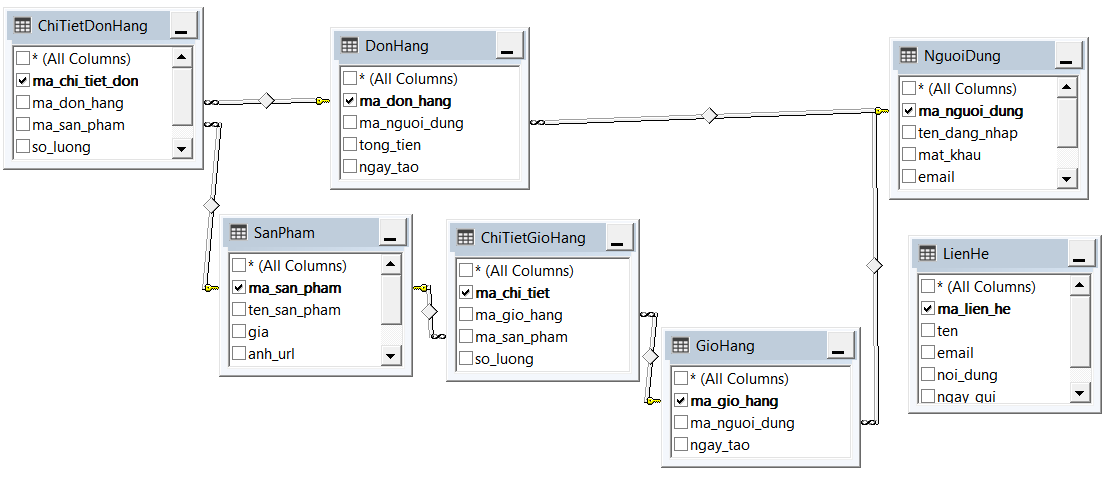 ChiTietDonHang
* (All Columns)
ma_chi_tiet_don
ma_don_hang
ma_san_pham
so_luong
DonHang
* (All Columns)
ma_don_hang
ma_nguoi_dung
tong_tien
ngay_tao
NguoiDung
* (All Columns)
ma_nguoi_dung
ten_dang_nhap
mat_khau
email
SanPham
* (All Columns)
ma_san_pham
ten_san_pham
gia
anh_url
ChiTietGioHang
* (All Columns)
ma_chi_tiet
ma_gio_hang
ma_san_pham
so_luong
LienHe
* (All Columns)
ma_lien_he
ten
email
noi_dung
ngay_gui
GioHang
* (All Columns)
ma_gio_hang
ma_nguoi_dung
ngay_tao